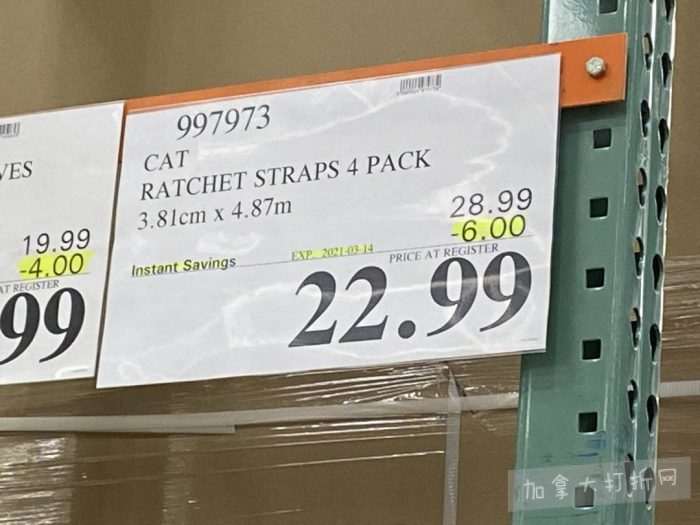 997973
CAT
RATCHET STRAPS 4 PACK
3.81cm x 4.87m
28.99
-6.00
EXP. 2021-03-14
Instant Savings
PRICE AT REGISTER
22.99
VES
19.99
-4.00
AT REGISTER
99
加拿大打折网